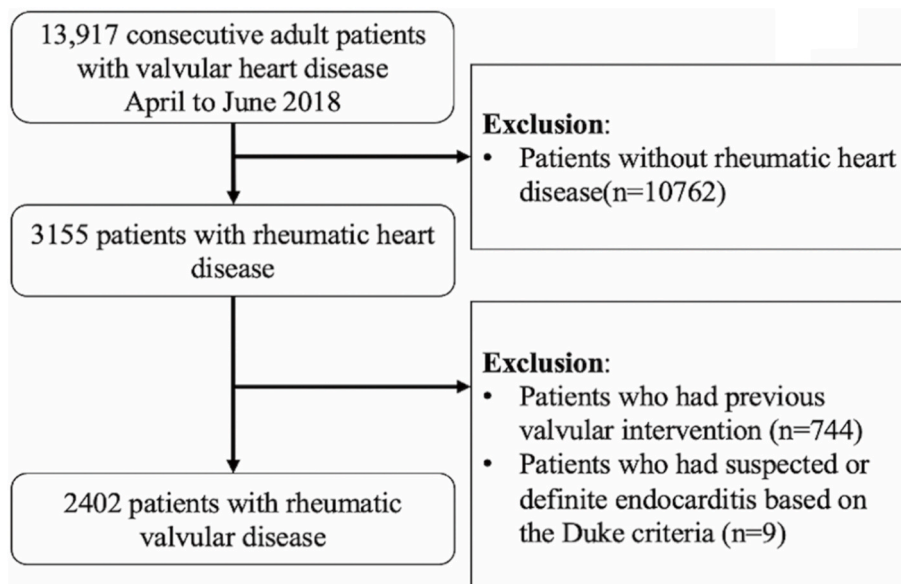 13,917 consecutive adult patients
with valvular heart disease
April to June 2018
Exclusion:
• Patients without rheumatic heart
disease(n=10762)
3155 patients with rheumatic heart
disease
Exclusion:
• Patients who had previous
valvular intervention (n=744)
• Patients who had suspected or
definite endocarditis based on
the Duke criteria (n=9)
2402 patients with rheumatic
valvular disease